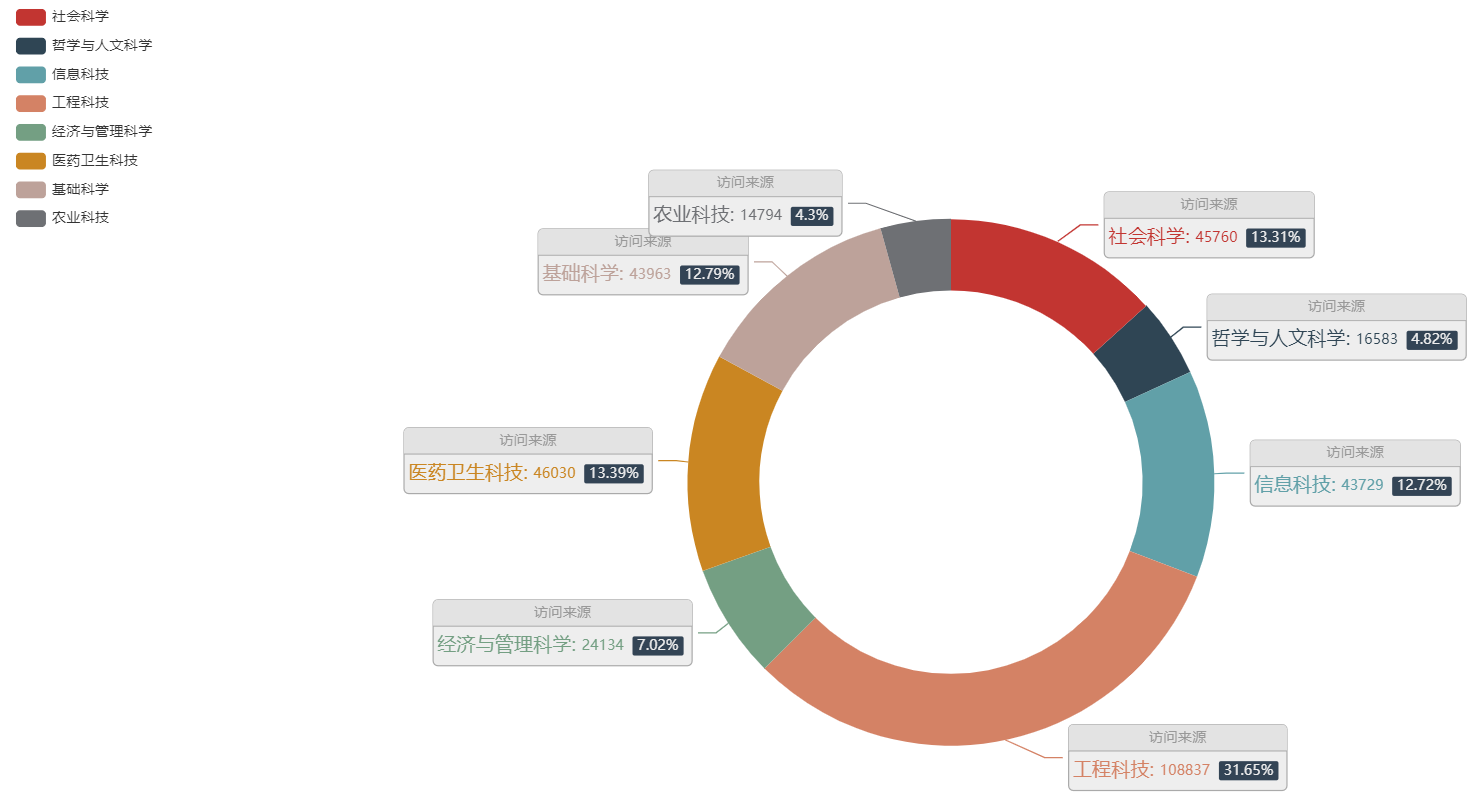 社会科学
哲学与人文科学
信息科技
工程科技
经济与管理科学
医药卫生科技
基础科学
农业科技
访问来源
农业科技: 14794 4.3%
访问来源
社会科学: 45760 13.31%
访问来源
基础科学: 43963 12.79%
访问来源
哲学与人文科学: 16583 4.82%
访问来源
医药卫生科技: 46030 13.39%
访问来源
信息科技: 43729 12.72%
访问来源
经济与管理科学: 24134 7.02%
访问来源
工程科技: 108837 31.65%